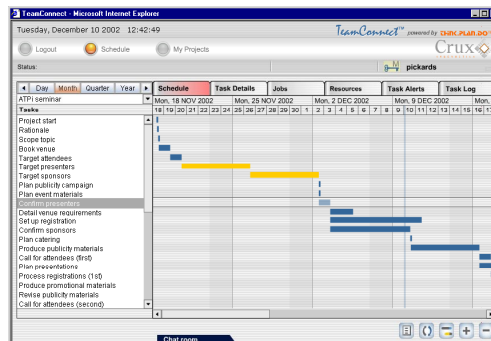 TeamConnect - Microsoft Internet Explorer
Tuesday, December 10 2002 12:42:49
TeamConnect™ powered by THINK.PLAN.DO
Logout Schedule My Projects
Crux
Status:
pickards
Day Month Quarter Year
Schedule Task Details Jobs Resources Task Alerts Task Log
ATPi seminar
Mon, 18 NOV 2002 Mon, 25 NOV 2002 Mon, 2 DEC 2002 Mon, 9 DEC 2002 Mon,
Tasks
18 19 20 21 22 23 24 25 26 27 28 29 30 1 2 3 4 5 6 7 8 9 10 11 12 13 14 15 16 17
Project start
Rationale
Scope topic
Book venue
Target attendees
Target presenters
Target sponsors
Plan publicity campaign
Plan event materials
Confirm presenters
Detail venue requirements
Set up registration
Confirm sponsors
Plan catering
Produce publicity materials
Call for attendees (first)
Plan presentations
Process registrations (1st)
Produce promotional materials
Revise publicity materials
Call for attendees (second)
Chat room